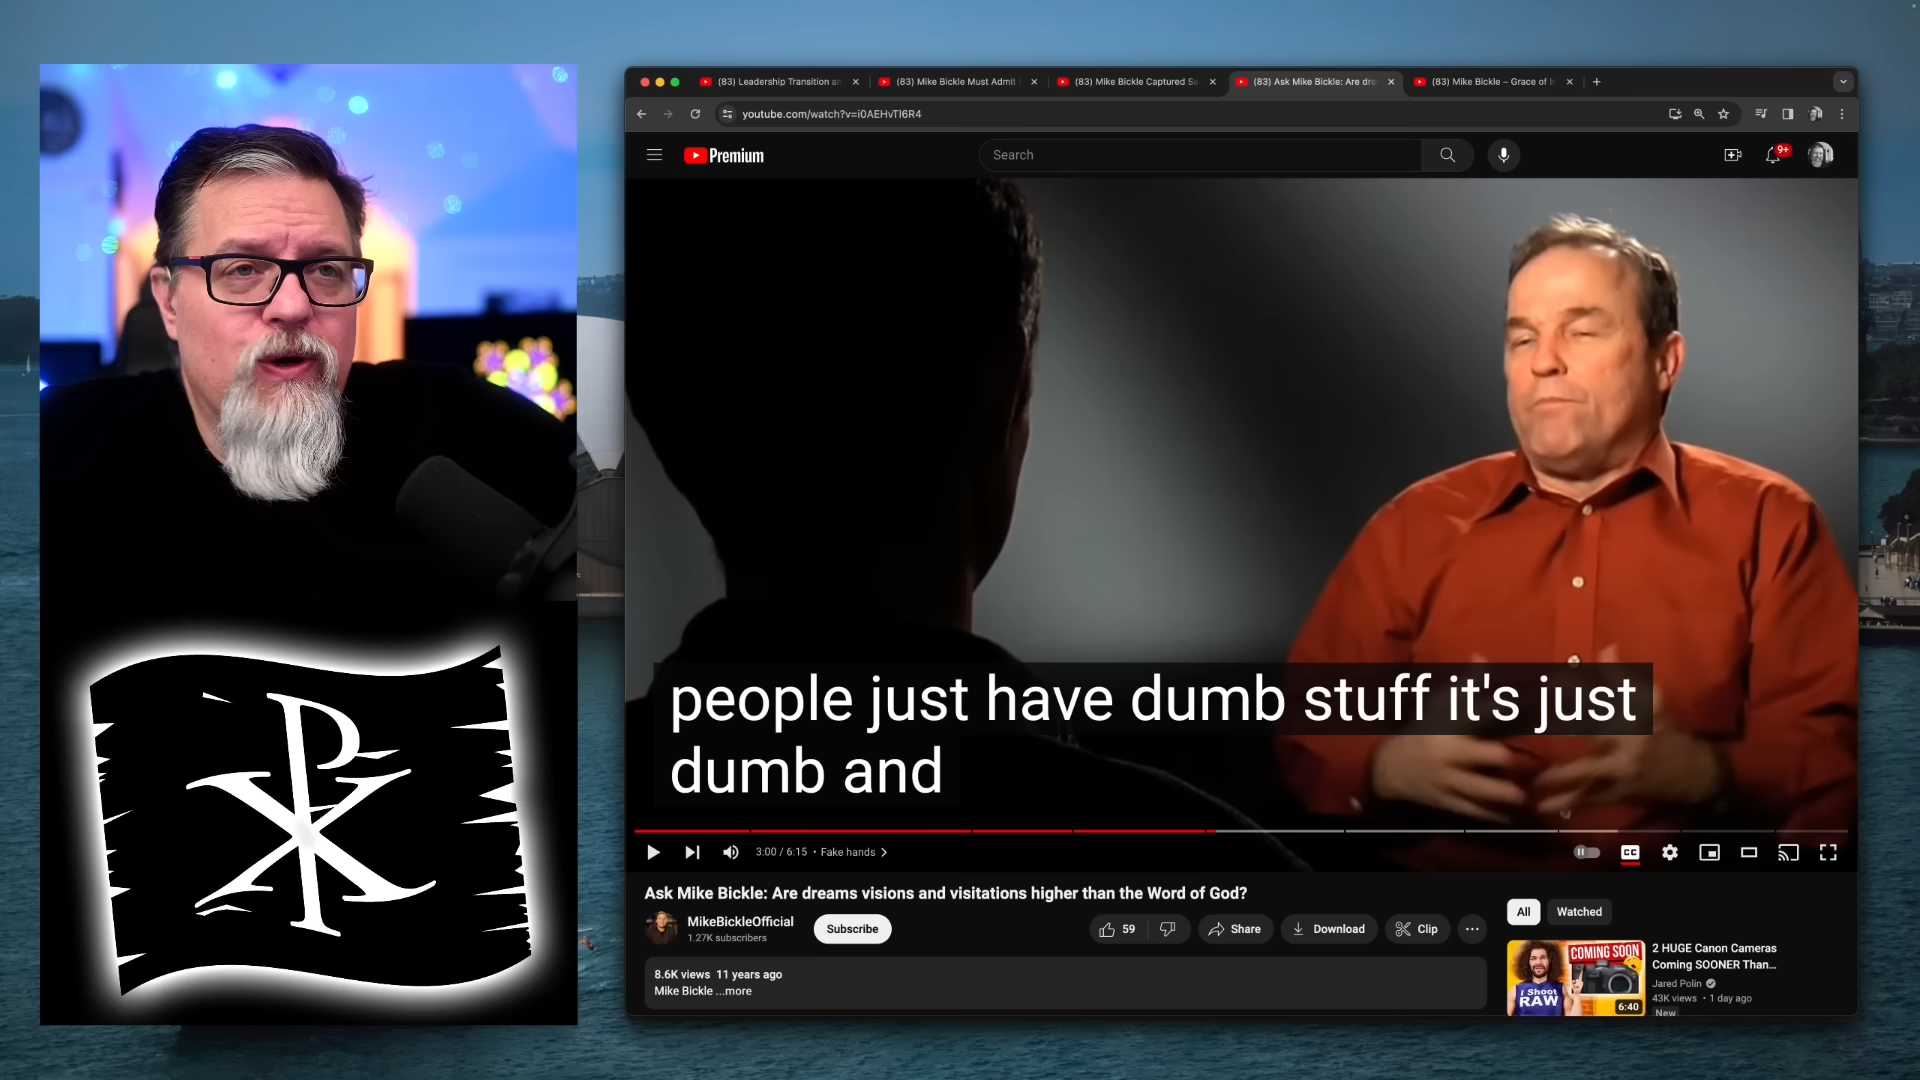 (83) Leadership Transition an
(83) Mike Bickle Must Admit
(83) Mike Bickle Captured Sa
(83) Ask Mike Bickle: Are dre
(83) Mike Bickle – Grace of in
youtube.com/watch?v=i0AEHvTI6R4
Premium
Search
9+
people just have dumb stuff it's just
dumb and
3:00 / 6:15 • Fake hands
CC
Ask Mike Bickle: Are dreams visions and visitations higher than the Word of God?
MikeBickleOfficial
1.27K subscribers
Subscribe
59
Share
Download
Clip
8.6K views 11 years ago
Mike Bickle ...more
All
Watched
COMING SOON
I Shoot
RAW
6:40
2 HUGE Canon Cameras
Coming SOONER Than...
Jared Polin
43K views • 1 day ago
New